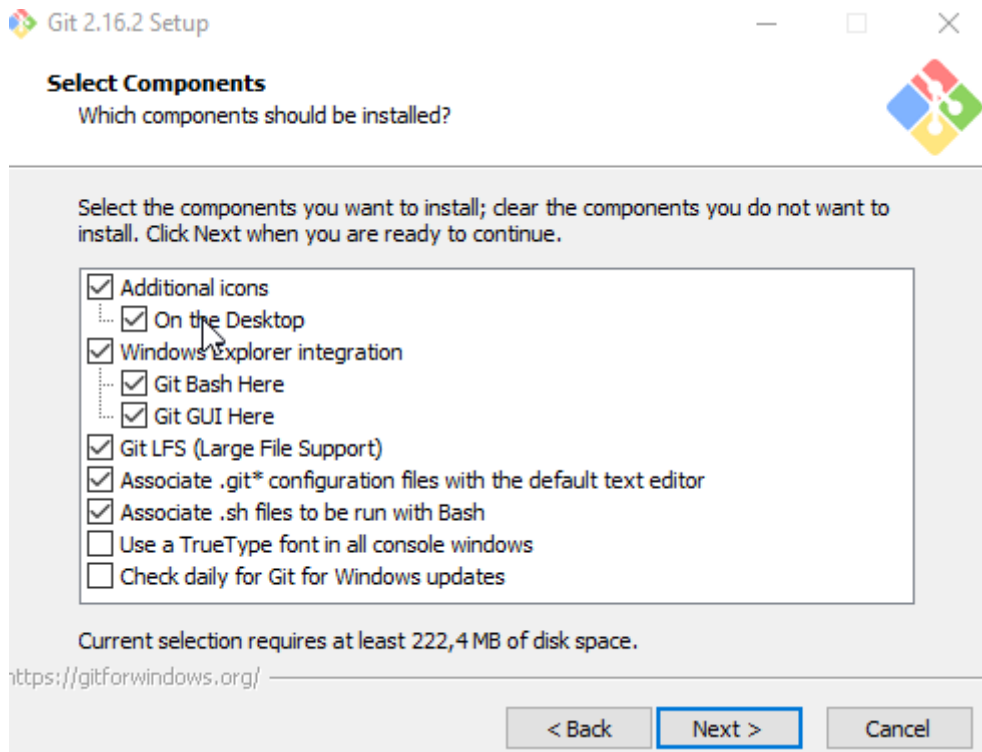 Git 2.16.2 Setup
Select Components
Which components should be installed?
Select the components you want to install; clear the components you do not want to
install. Click Next when you are ready to continue.
Additional icons
On the Desktop
Windows Explorer integration
Git Bash Here
Git GUI Here
Git LFS (Large File Support)
Associate .git* configuration files with the default text editor
Associate .sh files to be run with Bash
Use a TrueType font in all console windows
Check daily for Git for Windows updates
Current selection requires at least 222,4 MB of disk space.
https://gitforwindows.org/
< Back
Next >
Cancel